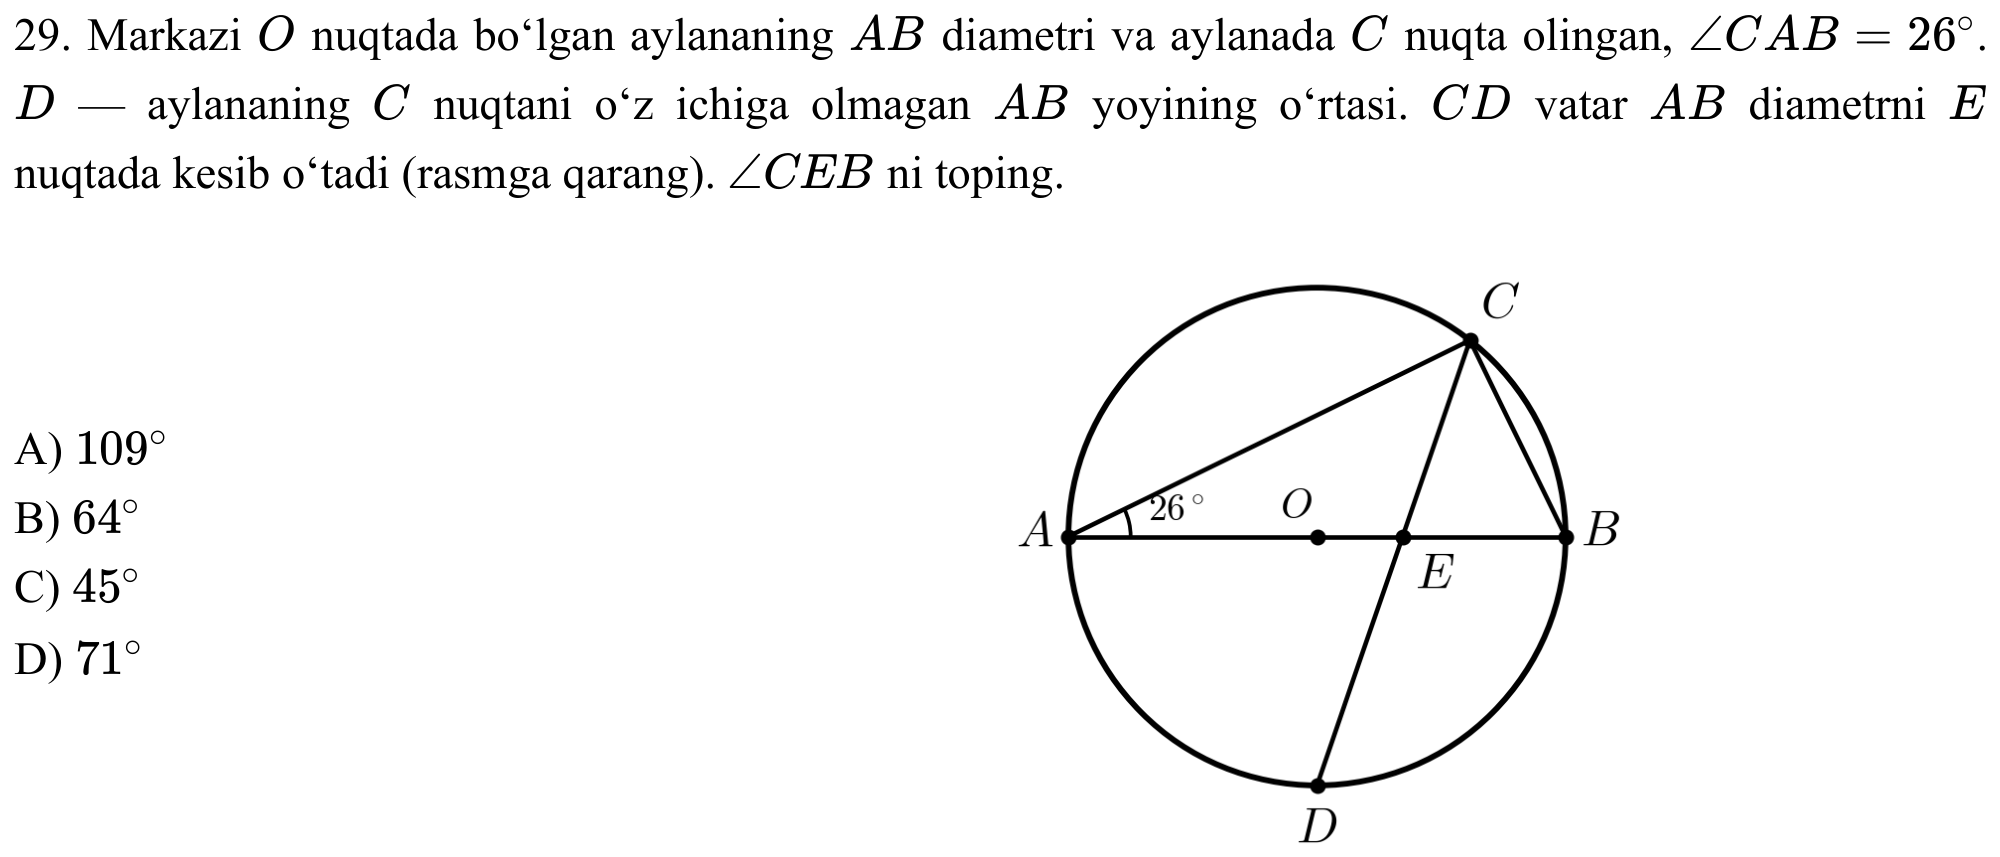 29. Markazi O nuqtada bo‘lgan aylananing AB diametri va aylanada C nuqta olingan, ∠CAB = 26°.
D — aylananing C nuqtani o‘z ichiga olmagan AB yoyining o‘rtasi. CD vatar AB diametrni E
nuqtada kesib o‘tadi (rasmga qarang). ∠CEB ni toping.
C
A) 109°
26°
O
B) 64°
A
B
E
C) 45°
D) 71°
D